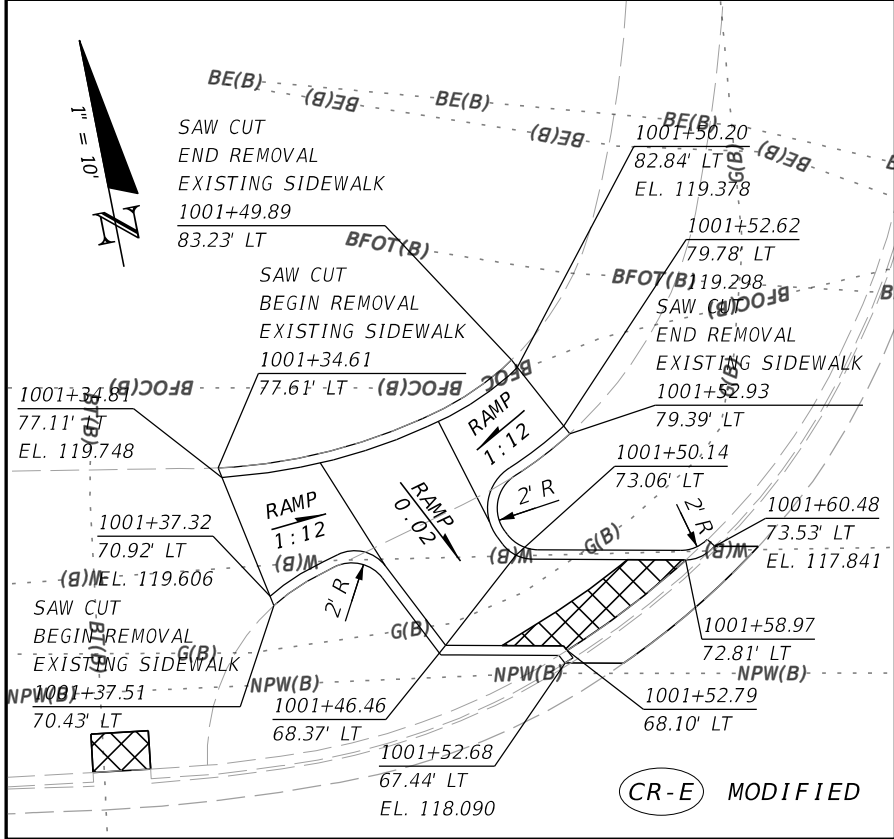 BE(B)
BE(B)
BE(B)
BE(B)
BE(B)
BE(B)
1" = 10'
N
SAW CUT
END REMOVAL
EXISTING SIDEWALK
1001+49.89
83.23' LT
1001+50.20
82.84' LT
EL. 119.378
G(B)
1001+52.62
79.78' LT
119.298
BFOT(B)
BFOT(B)
SAW CUT
BEGIN REMOVAL
EXISTING SIDEWALK
1001+34.61
77.61' LT
SAW CUT
END REMOVAL
EXISTING SIDEWALK
1001+52.93
79.39' LT
BFOC(B)
BFOC(B)
BFOC(B)
BFOC
G(B)
1001+34.81
77.11' LT
EL. 119.748
BT(B)
RAMP
1:12
RAMP
0.02
RAMP
1:12
2' R
2' R
2' R
1001+50.14
73.06' LT
1001+60.48
73.53' LT
EL. 117.841
1001+37.32
70.92' LT
EL. 119.606
W(B)
W(B)
W(B)
W(B)
G(B)
SAW CUT
BEGIN REMOVAL
EXISTING SIDEWALK
1001+37.51
70.43' LT
BT(B)
G(B)
G(B)
NPW(B)
NPW(B)
NPW(B)
NPW(B)
1001+58.97
72.81' LT
1001+46.46
68.37' LT
1001+52.79
68.10' LT
1001+52.68
67.44' LT
EL. 118.090
CR-E MODIFIED